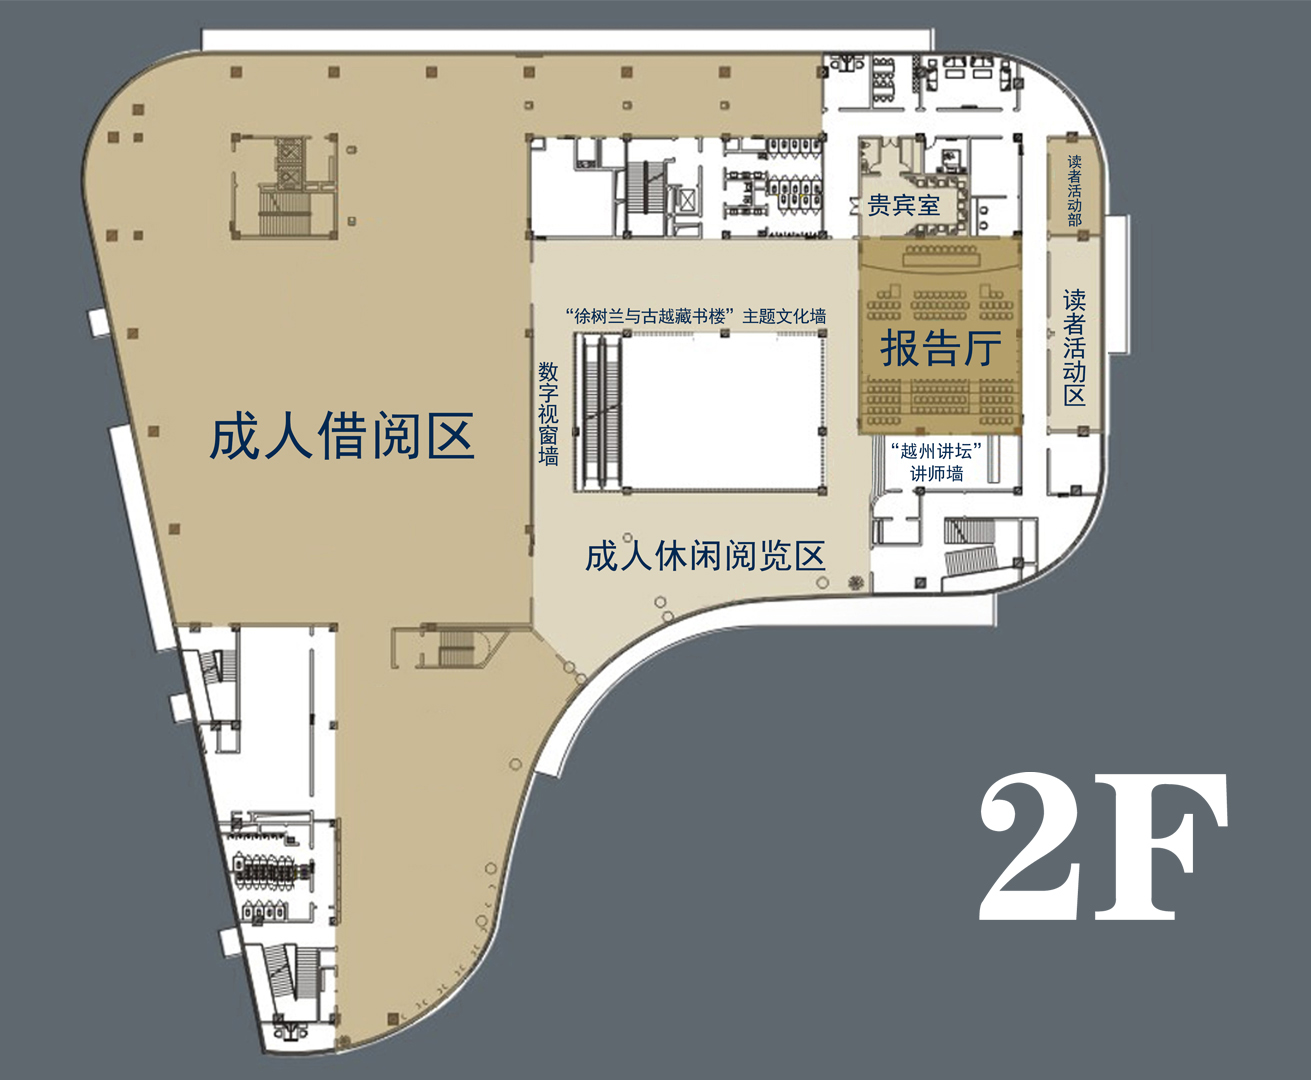 读者活动部
贵宾室
“徐树兰与古越藏书楼”主题文化墙
读者活动区
报告厅
数字视窗墙
成人借阅区
“越州讲坛”
讲师墙
成人休闲阅览区
2F